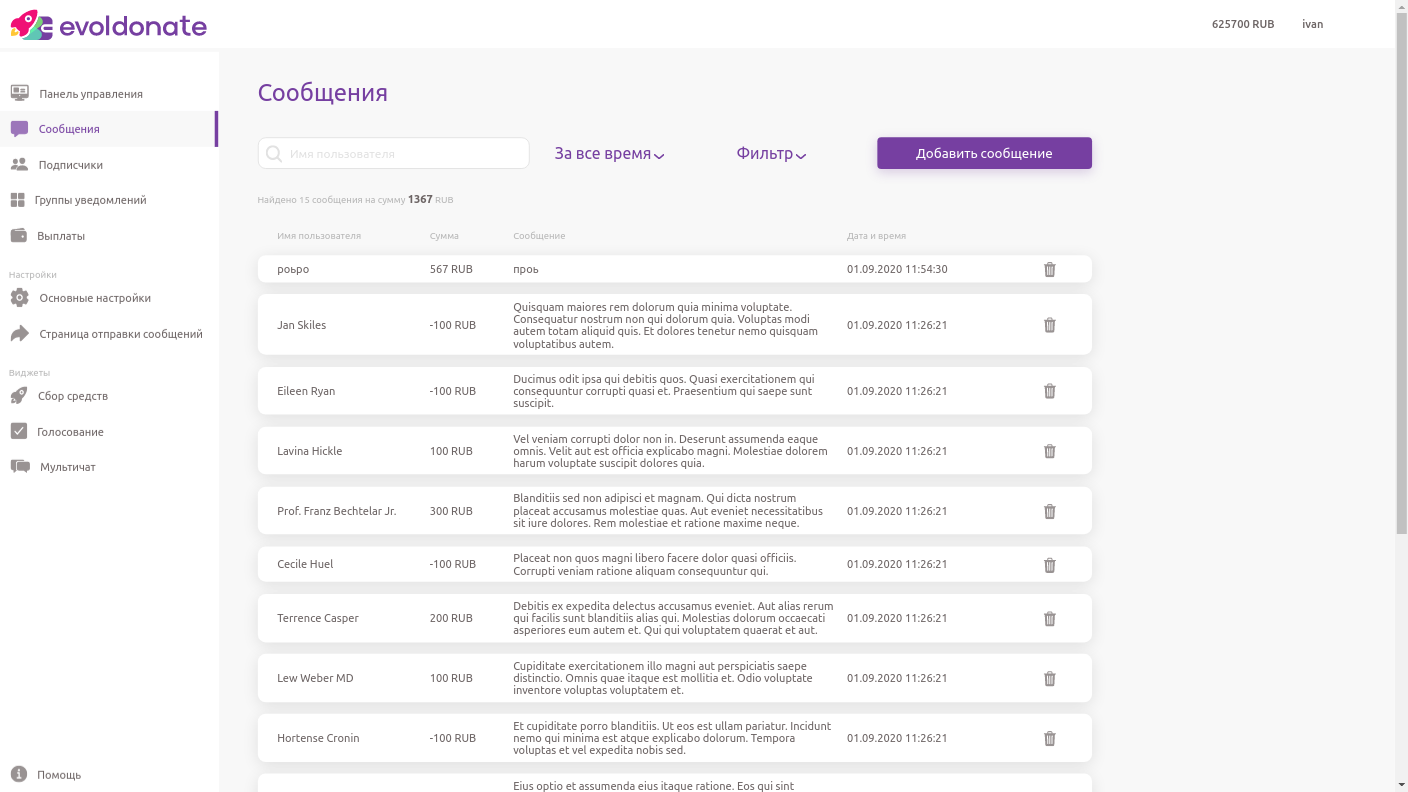 evoldonate
625700 RUB ivan
Панель управления
Сообщения
Подписчики
Группы уведомлений
Выплаты
Настройки
Основные настройки
Страница отправки сообщений
Виджеты
Сбор средств
Голосование
Мультичат
Помощь
Сообщения
Имя пользователя За все время Фильтр Добавить сообщение
Найдено 15 сообщения на сумму 1367 RUB
Имя пользователя Сумма Сообщение Дата и время
роьро 567 RUB проь 01.09.2020 11:54:30
Quisquam maiores rem dolorum quia minima voluptate.
Consequatur nostrum non qui dolorum quia. Voluptas modi
Jan Skiles -100 RUB autem totam aliquid quis. Et dolores tenetur nemo quisquam 01.09.2020 11:26:21
voluptatibus autem.
Ducimus odit ipsa qui debitis quos. Quasi exercitationem qui
Eileen Ryan -100 RUB consequuntur corrupti quasi et. Praesentium qui saepe sunt 01.09.2020 11:26:21
suscipit.
Vel veniam corrupti dolor non in. Deserunt assumenda eaque
Lavina Hickle 100 RUB omnis. Velit aut est officia explicabo magni. Molestiae dolorem 01.09.2020 11:26:21
harum voluptate suscipit dolores quia.
Blanditiis sed non adipisci et magnam. Qui dicta nostrum
Prof. Franz Bechtelar Jr. 300 RUB placeat accusamus molestiae quas. Aut eveniet necessitatibus 01.09.2020 11:26:21
sit iure dolores. Rem molestiae et ratione maxime neque.
Placeat non quos magni libero facere dolor quasi officiis.
Cecile Huel -100 RUB Corrupti veniam ratione aliquam consequuntur qui. 01.09.2020 11:26:21
Debitis ex expedita delectus accusamus eveniet. Aut alias rerum
Terrence Casper 200 RUB qui facilis sunt blanditiis alias qui. Molestias dolorum occaecati 01.09.2020 11:26:21
asperiores eum autem et. Qui qui voluptatem quaerat et aut.
Cupiditate exercitationem illo magni aut perspiciatis saepe
Lew Weber MD 100 RUB distinctio. Omnis quae itaque est mollitia et. Odio voluptate 01.09.2020 11:26:21
inventore voluptas voluptatem et.
Et cupiditate porro blanditiis. Ut eos est ullam pariatur. Incidunt
Hortense Cronin -100 RUB nemo qui minima est atque explicabo dolorum. Tempora 01.09.2020 11:26:21
voluptas et vel expedita nobis sed.
Eius optio et assumenda eius itaque ratione. Eos qui sint